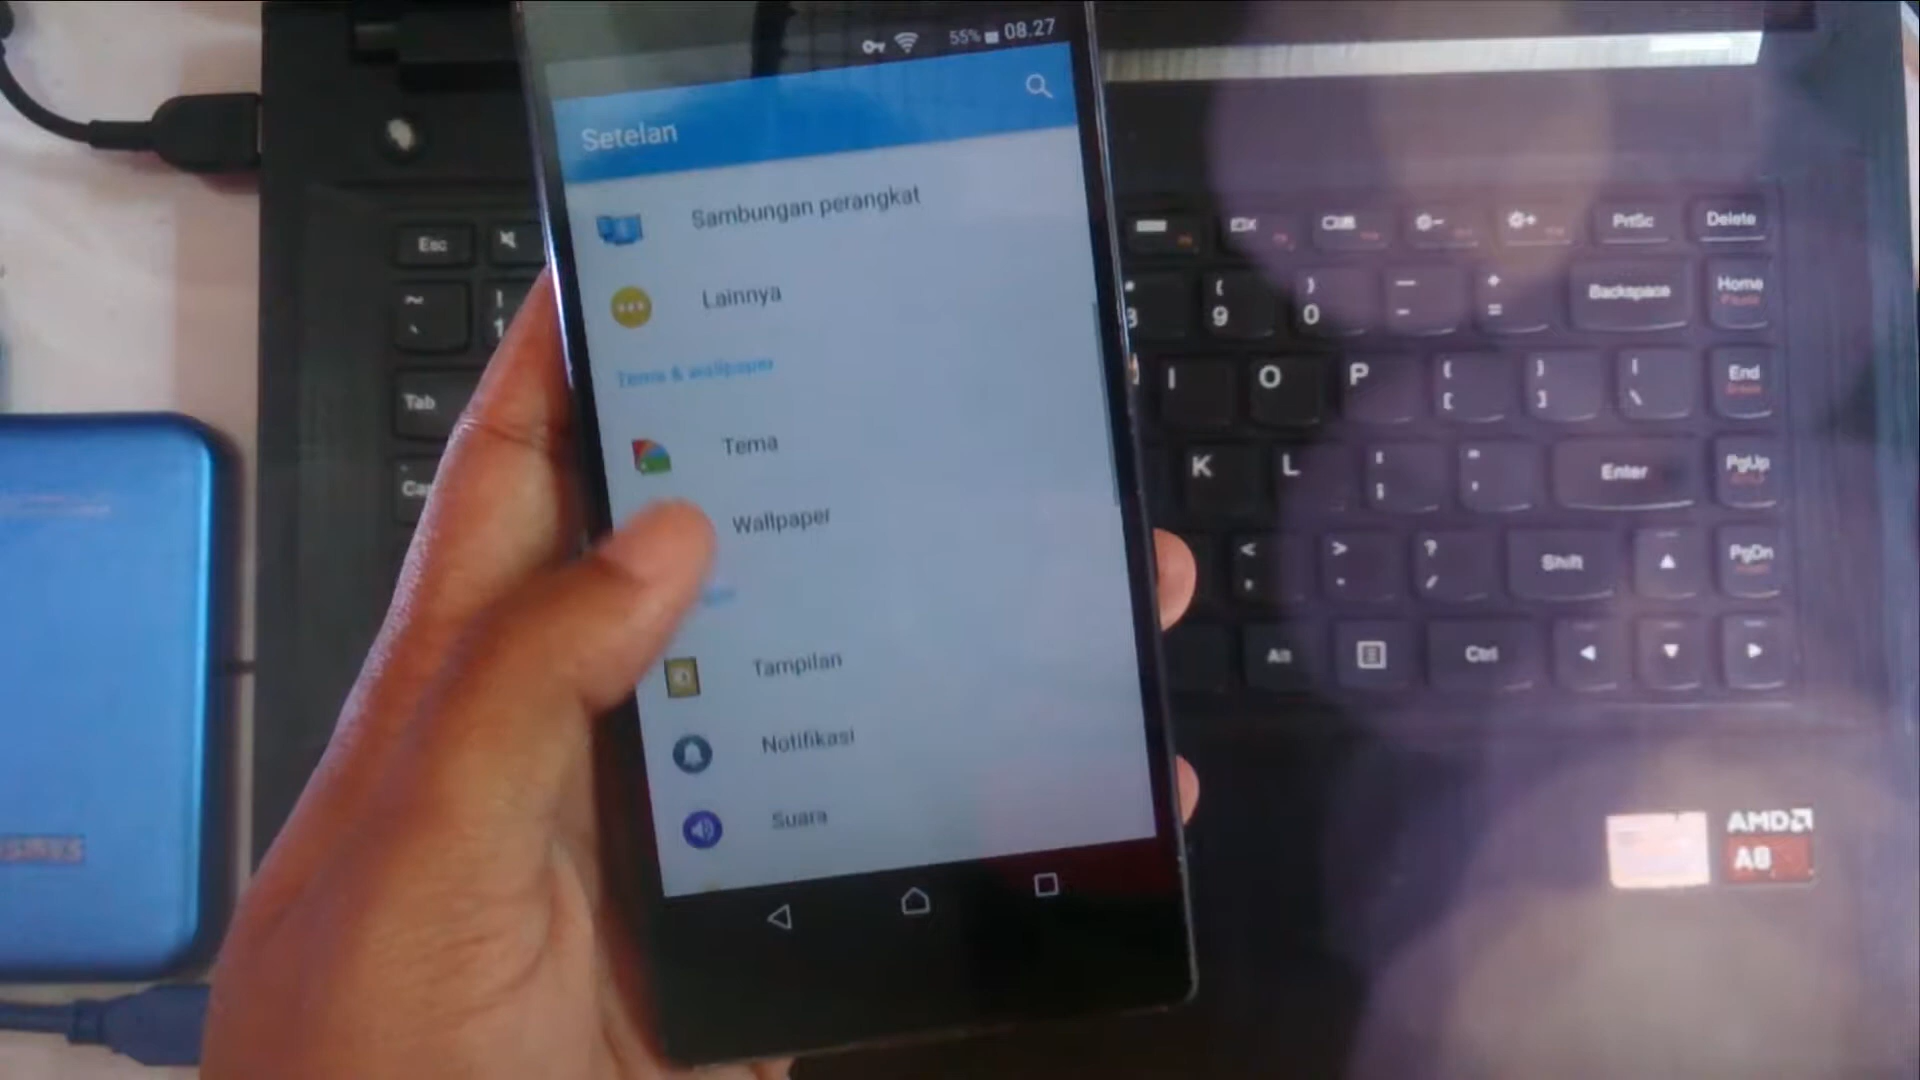 55% 08.27
Setelan
Sambungan perangkat
Lainnya
Tema & wallpaper
Tema
Wallpaper
Tampilan
Notifikasi
Suara
Esc
PrtSc
Delete
~
!
1
(
9
)
0
—
-
+
=
Backspace
Home
Tab
I
O
P
{
[
}
]
|
\
End
K
L
:
;
"
'
Enter
PgUp
<
,
>
.
?
/
Shift
PgDn
Alt
Ctrl
AMD
A8